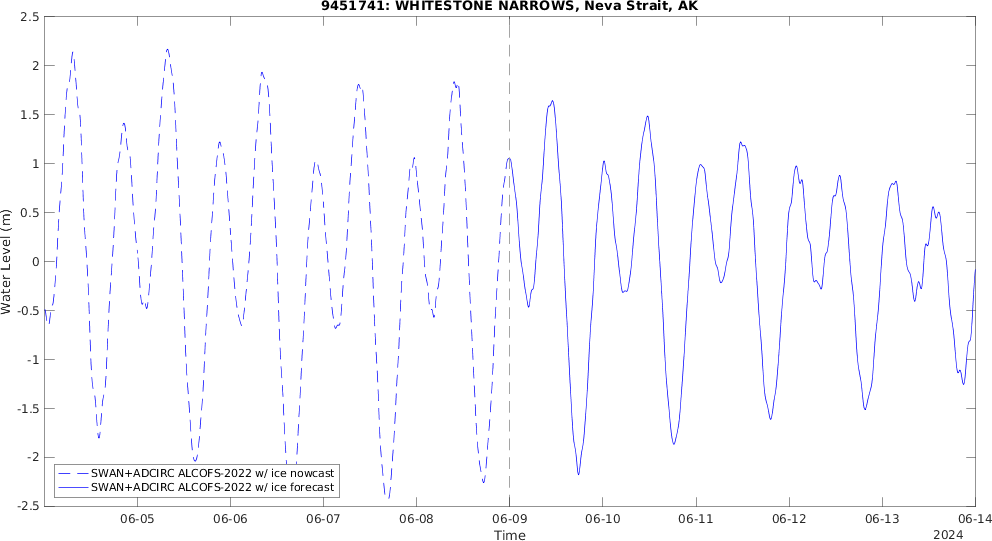 9451741: WHITESTONE NARROWS, Neva Strait, AK
2.5
2
1.5
1
0.5
0
-0.5
-1
-1.5
-2
-2.5
Water Level (m)
SWAN+ADCIRC ALCOFS-2022 w/ ice nowcast
SWAN+ADCIRC ALCOFS-2022 w/ ice forecast
06-05 06-06 06-07 06-08 06-09 06-10 06-11 06-12 06-13 06-14
Time
2024